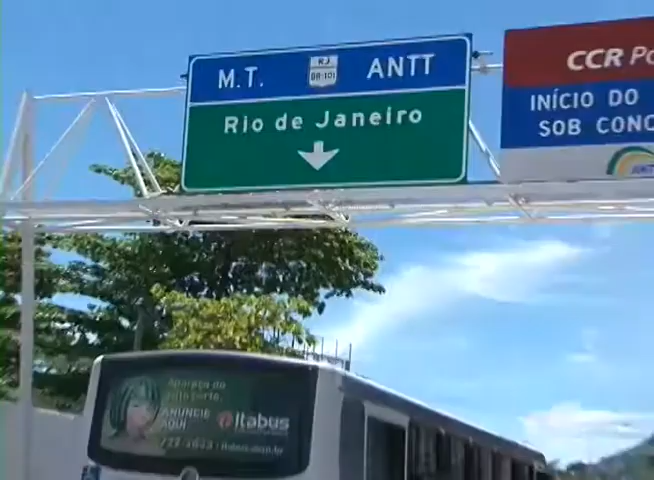 M.T.
RJ
BR-101
ANTT
Rio de Janeiro
CCR
INÍCIO DO
SOB CONC
ANUNCIE
AQUI
itabus